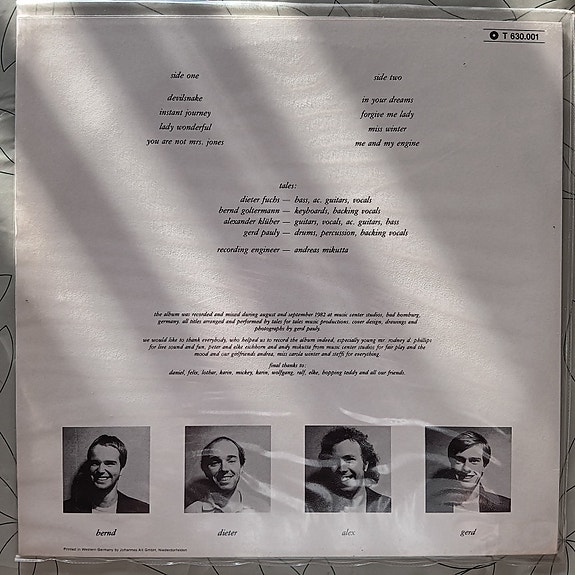 T 630.001
side one
devilsnake
instant journey
lady wonderful
you are not mrs. jones
side two
in your dreams
forgive me lady
miss winter
me and my engine
tales:
dieter fuchs — bass, ac. guitars, vocals
bernd goltermann — keyboards, backing vocals
alexander klüber — guitars, vocals, ac. guitars, bass
gerd pauly — drums, percussion, backing vocals
recording engineer — andreas mikutta
the album was recorded and mixed during august and september 1982 at music center studios, bad homburg,
germany. all titles arranged and performed by tales for tales music productions. cover design, drawings and
photographs by gerd pauly.
we would like to thank everybody, who helped us to record the album indeed, especially young mr. rodney d. phillips
for live sound and fun, peter and elke eichborn and andy mikutta from music center studios for fair play and the
mood and our girlfriends andrea, miss carola winter and steffi for everything.
final thanks to:
daniel, felix, lothar, karin, mickey, karin, wolfgang, ralf, elke, hopping teddy and all our friends.
bernd
dieter
alex
gerd
Printed in Western Germany by Johannes Alt GmbH, Niederdorfelden